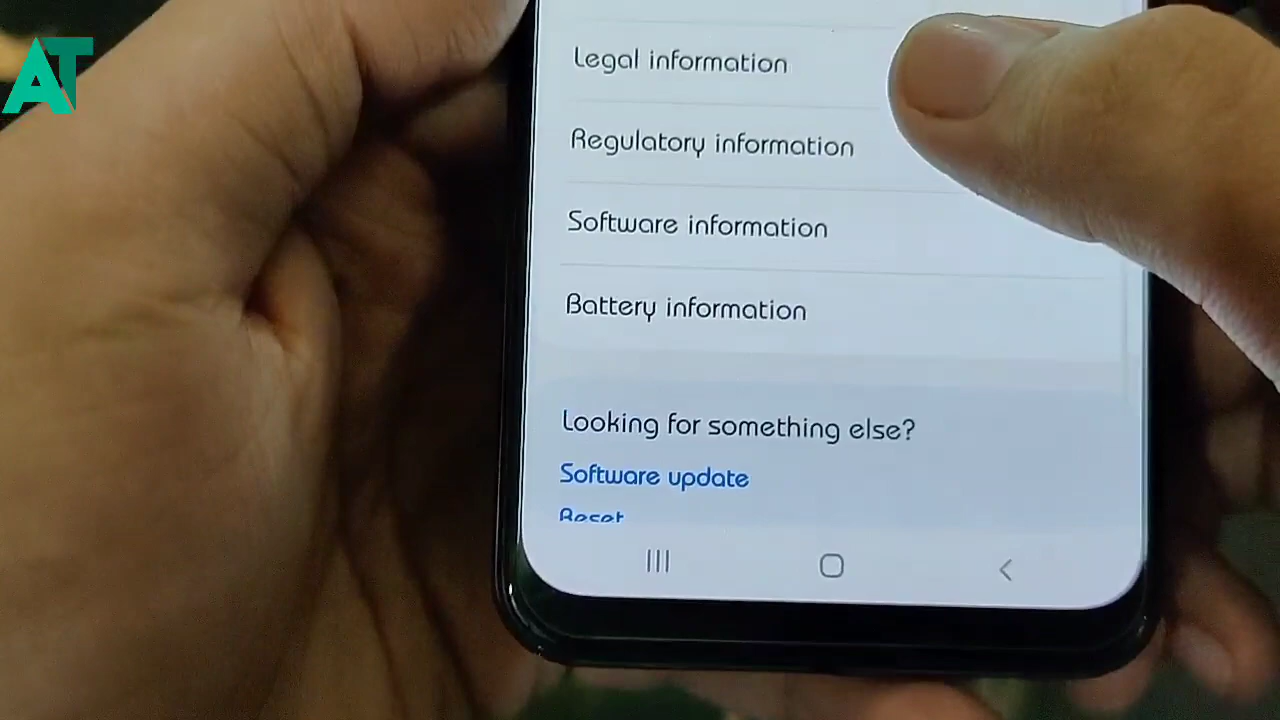 AT
Legal information
Regulatory information
Software information
Battery information
Looking for something else?
Software update
Reset